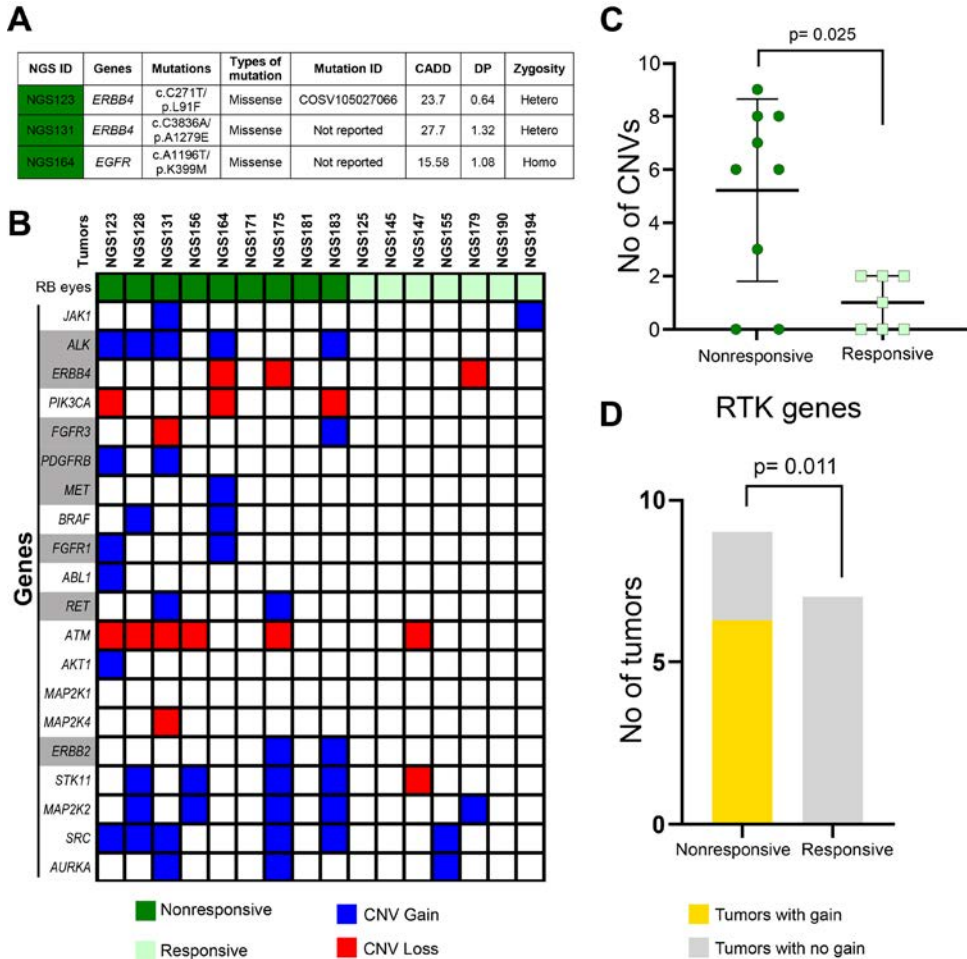 A
NGS ID Genes Mutations Types of mutation Mutation ID CADD DP Zygosity
NGS123 ERBB4 c.C271T/ p.L91F Missense COSV105027066 23.7 0.64 Hetero
NGS131 ERBB4 c.C3836A/ p.A1279E Missense Not reported 27.7 1.32 Hetero
NGS164 EGFR c.A1196T/ p.K399M Missense Not reported 15.58 1.08 Homo
B
Tumors NGS123 NGS128 NGS131 NGS156 NGS164 NGS171 NGS175 NGS181 NGS183 NGS125 NGS145 NGS147 NGS155 NGS179 NGS190 NGS194
RB eyes
Genes
JAK1
ALK
ERBB4
PIK3CA
FGFR3
PDGFRB
MET
BRAF
FGFR1
ABL1
RET
ATM
AKT1
MAP2K1
MAP2K4
ERBB2
STK11
MAP2K2
SRC
AURKA
Nonresponsive
CNV Gain
Responsive
CNV Loss
C
p= 0.025
No of CNVs
10
8
6
4
2
0
Nonresponsive Responsive
D
RTK genes
p= 0.011
No of tumors
10
5
0
Nonresponsive Responsive
Tumors with gain
Tumors with no gain